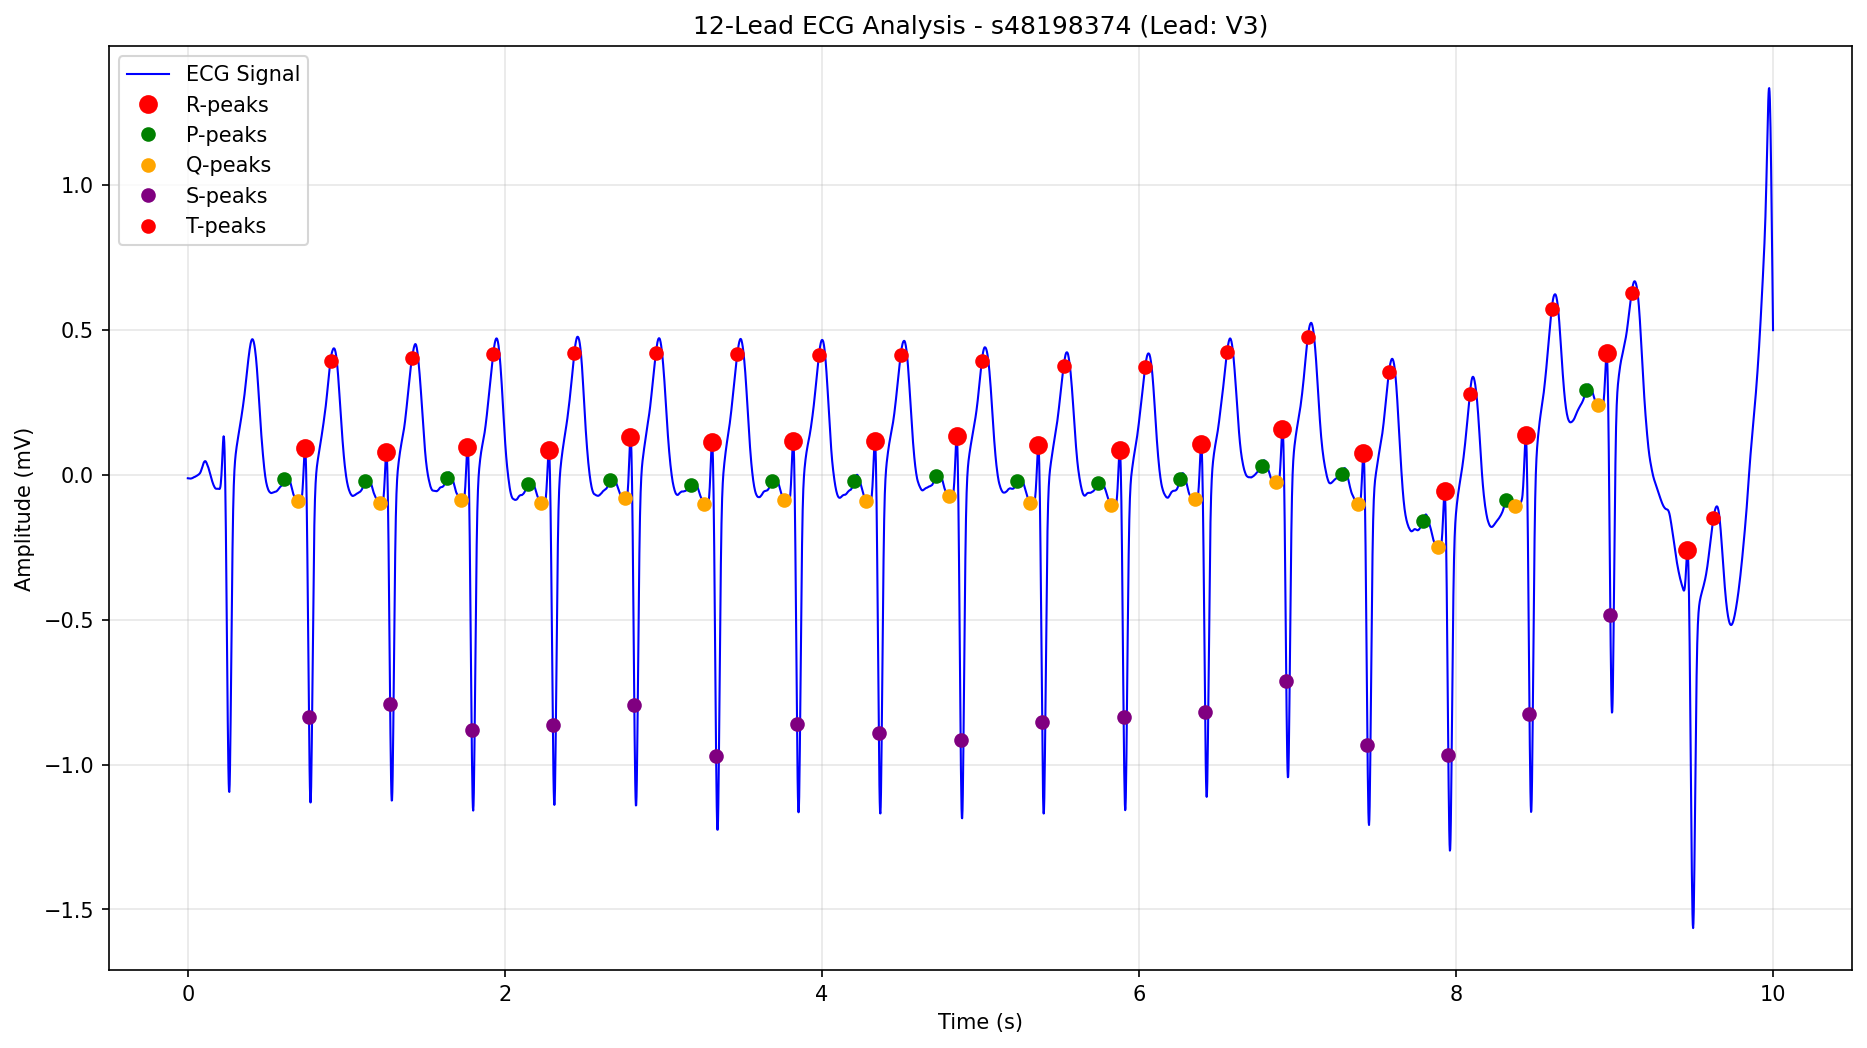 12-Lead ECG Analysis - s48198374 (Lead: V3)
ECG Signal
R-peaks
P-peaks
Q-peaks
S-peaks
T-peaks
1.0
0.5
0.0
−0.5
−1.0
−1.5
Amplitude (mV)
0 2 4 6 8 10
Time (s)